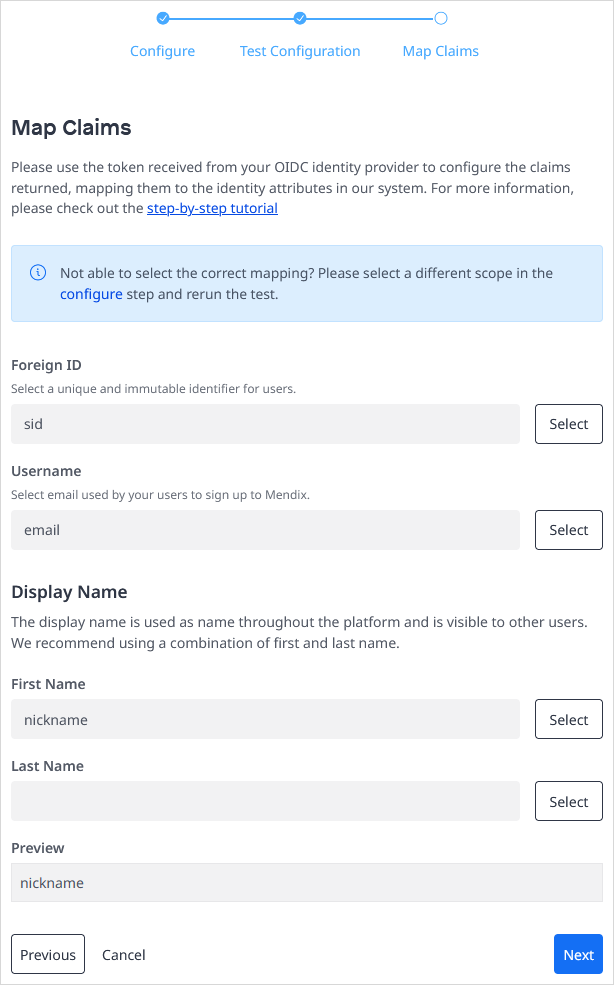 Configure Test Configuration Map Claims
Map Claims
Please use the token received from your OIDC identity provider to configure the claims
returned, mapping them to the identity attributes in our system. For more information,
please check out the step-by-step tutorial
Not able to select the correct mapping? Please select a different scope in the
configure step and rerun the test.
Foreign ID
Select a unique and immutable identifier for users.
sid Select
Username
Select email used by your users to sign up to Mendix.
email Select
Display Name
The display name is used as name throughout the platform and is visible to other users.
We recommend using a combination of first and last name.
First Name
nickname Select
Last Name
Select
Preview
nickname
Previous Cancel Next